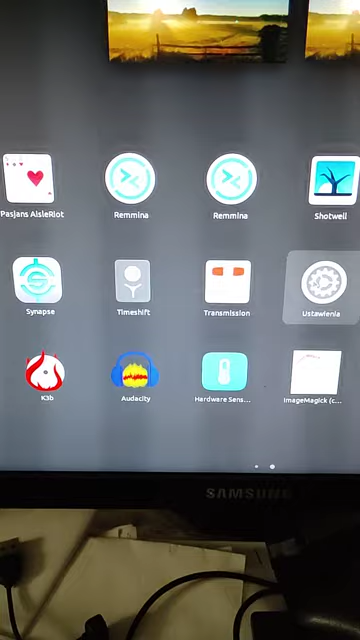 Pasjans AisleRiot
Remmina
Remmina
Shotwell
Synapse
Timeshift
Transmission
Ustawienia
K3b
Audacity
Hardware Sens...
ImageMagick (c...
SAMSUNG